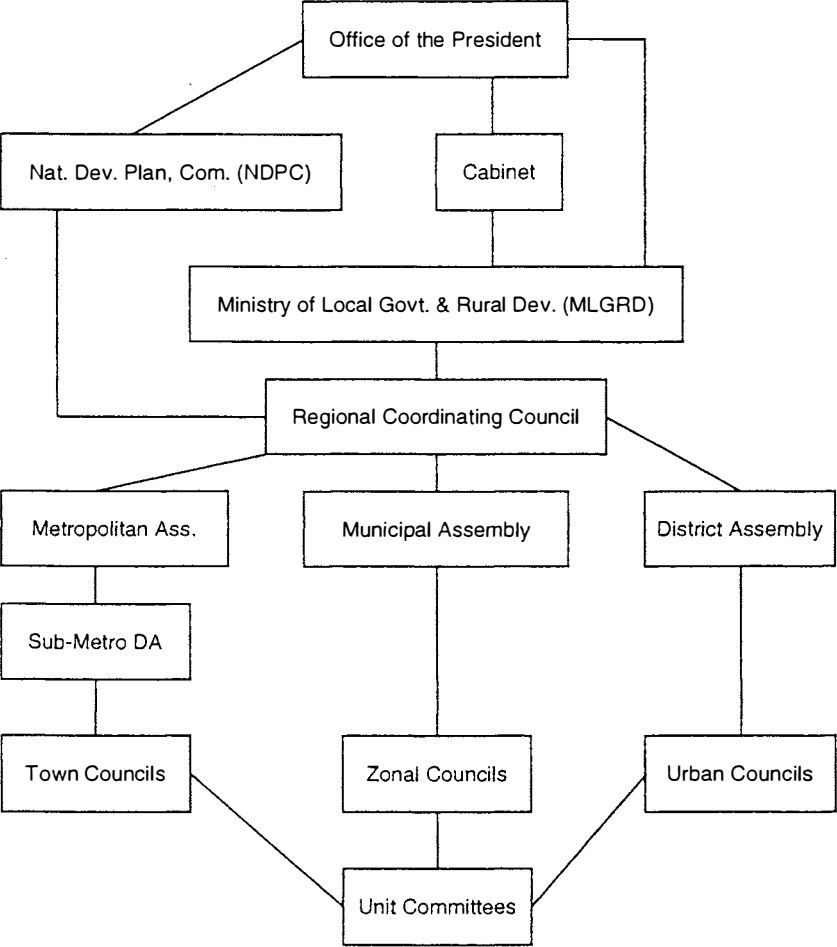 Office of the President
Nat. Dev. Plan, Com. (NDPC)
Cabinet
Ministry of Local Govt. & Rural Dev. (MLGRD)
Regional Coordinating Council
Metropolitan Ass.
Municipal Assembly
District Assembly
Sub-Metro DA
Town Councils
Zonal Councils
Urban Councils
Unit Committees